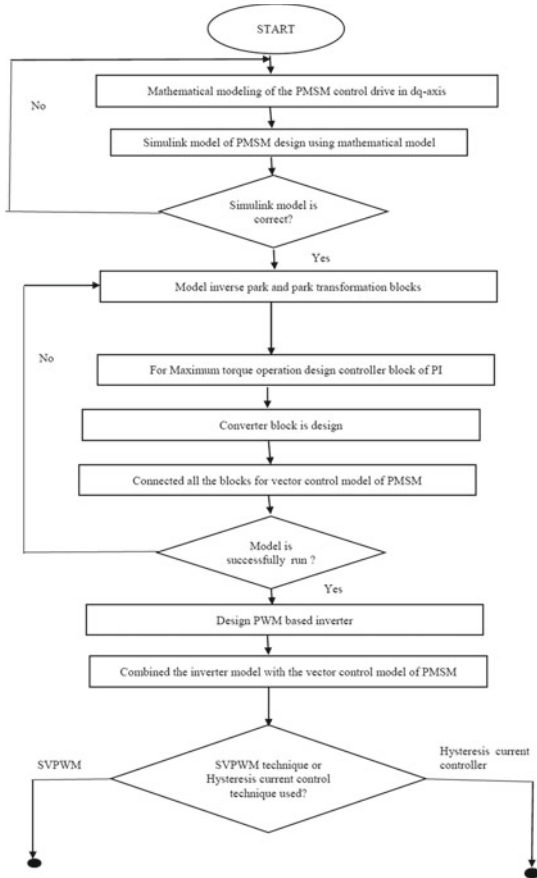 START
No
Mathematical modeling of the PMSM control drive in dq-axis
Simulink model of PMSM design using mathematical model
Simulink model is
correct?
Yes
Model inverse park and park transformation blocks
No
For Maximum torque operation design controller block of PI
Converter block is design
Connected all the blocks for vector control model of PMSM
Model is
successfully run ?
Yes
Design PWM based inverter
Combined the inverter model with the vector control model of PMSM
SVPWM
SVPWM technique or
Hysteresis current control
technique used?
Hysteresis current
controller